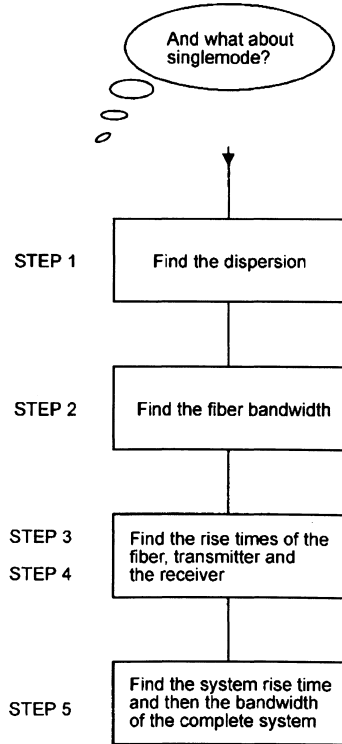 And what about
singlemode?
STEP 1
Find the dispersion
STEP 2
Find the fiber bandwidth
STEP 3
STEP 4
Find the rise times of the
fiber, transmitter and
the receiver
STEP 5
Find the system rise time
and then the bandwidth
of the complete system